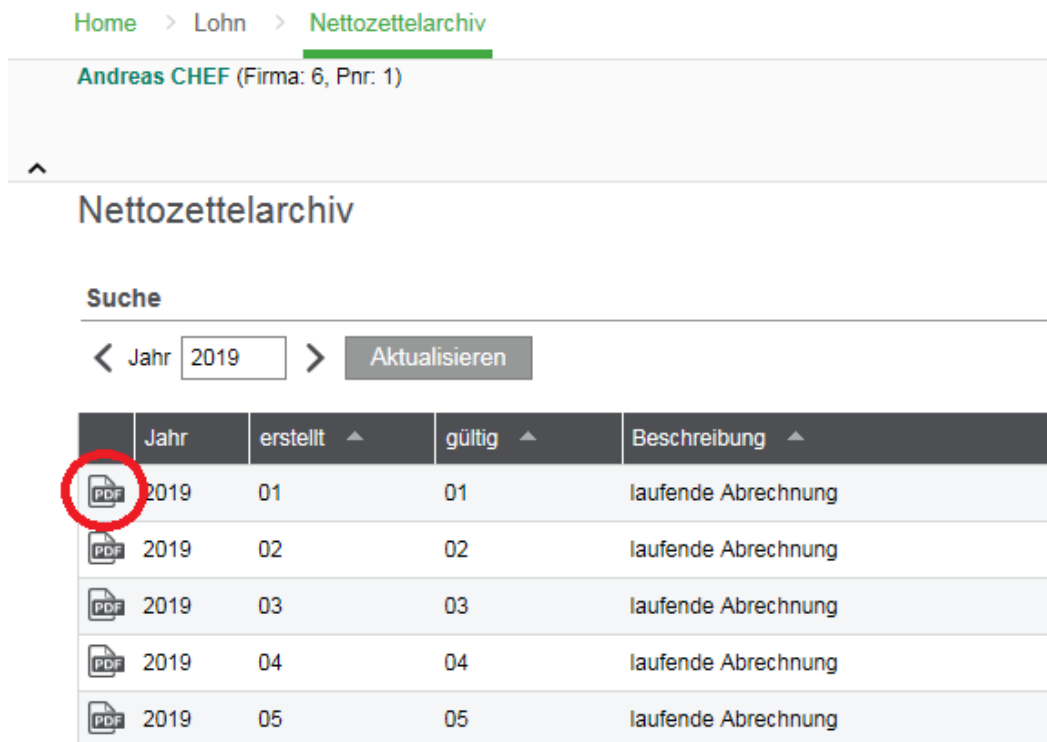 Home > Lohn > Nettozettelarchiv
Andreas CHEF (Firma: 6, Pnr: 1)
Nettozettelarchiv
Suche
Jahr 2019 Aktualisieren
Jahr erstellt gültig Beschreibung
PDF 2019 01 01 laufende Abrechnung
PDF 2019 02 02 laufende Abrechnung
PDF 2019 03 03 laufende Abrechnung
PDF 2019 04 04 laufende Abrechnung
PDF 2019 05 05 laufende Abrechnung